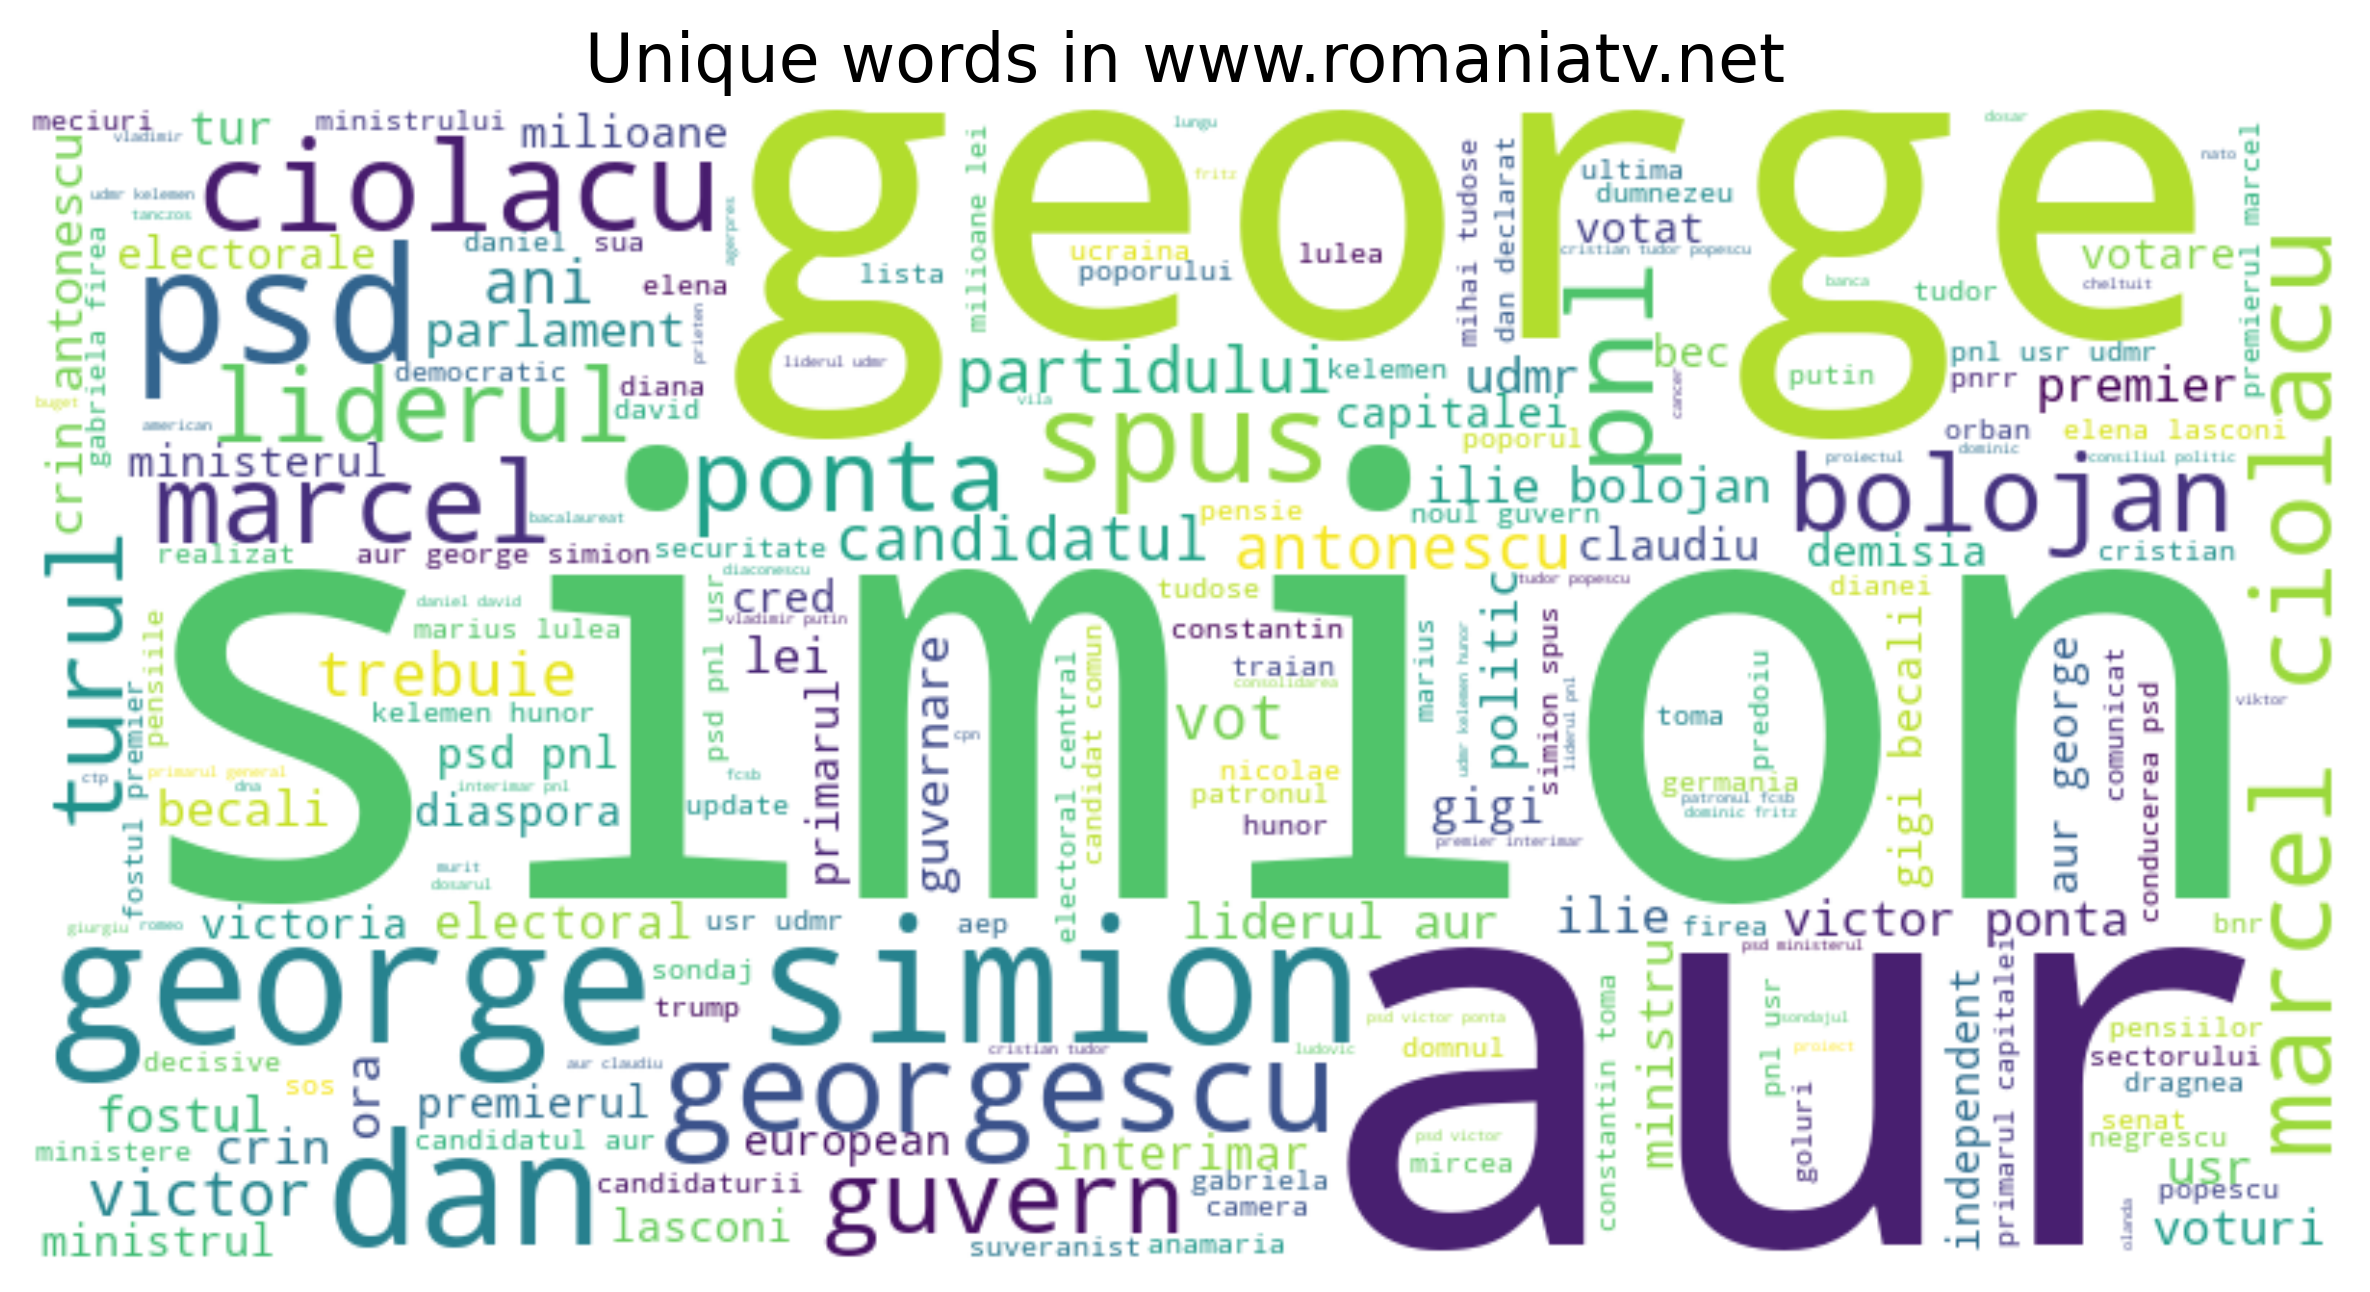 Unique words in www.romaniatv.net
meciuri
vladimir
tur
ministrului
milioane
george
lungu
dosar
nato
ciolacu
udmr kelemen
tanczos
agerpres
milioane lei
fritz
mihai tudose
dan declarat
ultima
dumnezeu
votat
cristian tudor popescu
premierul marcel
crin antonescu
gabriela firea
electorale
daniel
sua
ani
elena
lista
ucraina
poporului
lulea
votare
banca
tudor
cheltuit
psd
parlament
prieten
democratic
diana
david
liderul udmr
partidului
kelemen
udmr
pnl
bec
pnl usr udmr
putin
pnrr
premier
marcel ciolacu
buget
american
liderul
vila
spus
capitalei
cancer
poporul
orban
elena lasconi
dominic
ministerul
marcel
bacalaureat
ponta
pensie
ilie bolojan
noul guvern
proiectul
consiliul politic
bolojan
realizat
aur george simion
securitate
candidatul
antonescu
claudiu
demisia
cristian
turul
simion
diaconescu
tudor popescu
daniel david
marius lulea
trebuie
kelemen hunor
psd pnl
interimar pnl
diaspora
psd pnl usr
cred
vladimir putin
lei
primarul
guvernare
cpn
fcsb
update
tudose
constantin
traian
consolidarea
vot
nicolae
patronul
hunor
electoral central
candidat comun
marius
udmr kelemen hunor
politic
simion spus
liderul pnl
gigi
premier interimar
toma
predoiu
germania
patronul fcsb
dominic fritz
dianei
gigi becali
aur george
comunicat
conducerea psd
viktor
pensiile
fostul premier
ctp
primarul general
dna
becali
murit
dosarul
giurgiu
romeo
victoria
electoral
usr udmr
aep
liderul aur
ilie
firea
victor ponta
bnr
george simion
sondaj
trump
aur
psd ministerul
psd victor ponta
domnul
constantin toma
ministru
pnl usr
sondajul
proiect
independent
primarul capitalei
pensiilor
sectorului
dragnea
decisive
sos
ora
aur claudiu
cristian tudor
ludovic
georgescu
fostul
premierul
ministere
crin
candidatul aur
european
interimar
psd victor
mircea
goluri
senat
negrescu
usr
popescu
victor
dan
candidaturii
guvern
gabriela
camera
olanda
voturi
ministrul
lasconi
suveranist
anamaria